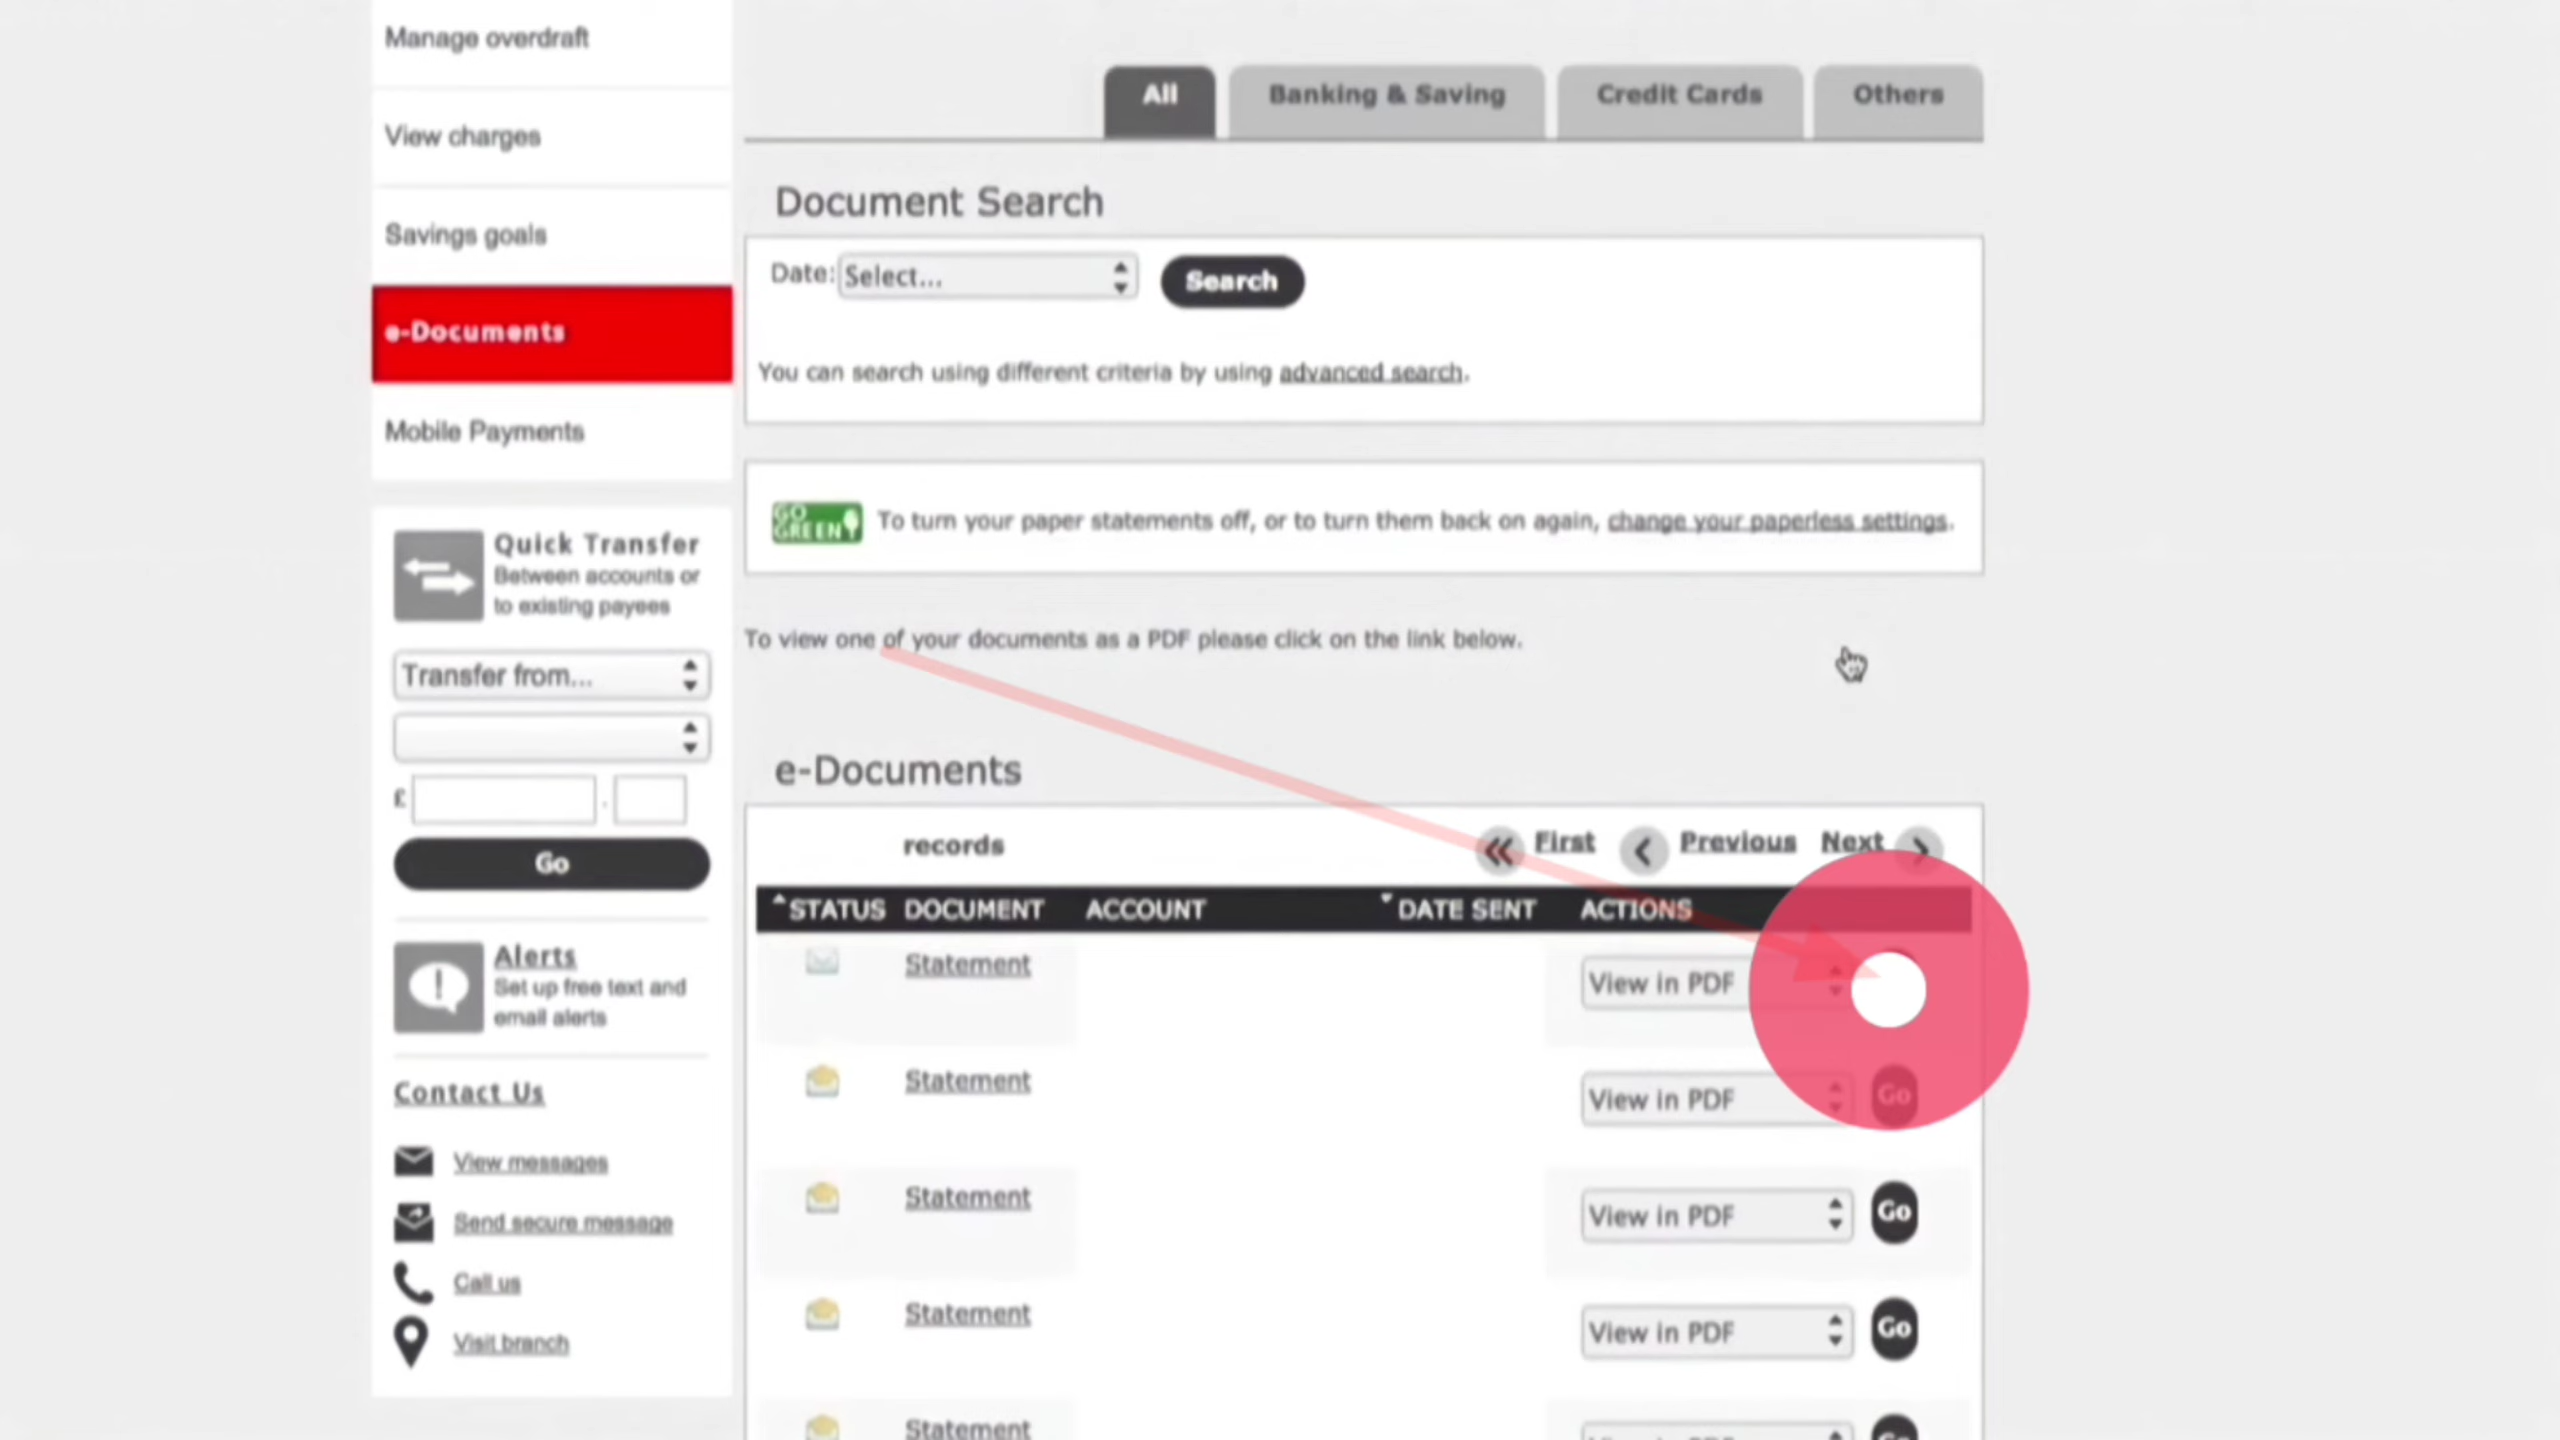 Manage overdraft
View charges
Savings goals
e-Documents
Mobile Payments
Quick Transfer
Between accounts or
to existing payees
Transfer from...
£ .
Go
Alerts
Set up free text and
email alerts
Contact Us
View messages
Send secure message
Call us
Visit branch
All Banking & Saving Credit Cards Others
Document Search
Date: Select... Search
You can search using different criteria by using advanced search.
GO
GREEN
To turn your paper statements off, or to turn them back on again, change your paperless settings.
To view one of your documents as a PDF please click on the link below.
e-Documents
records First Previous Next
STATUS DOCUMENT ACCOUNT DATE SENT ACTIONS
Statement View in PDF
Statement View in PDF Go
Statement View in PDF Go
Statement View in PDF Go
Statement